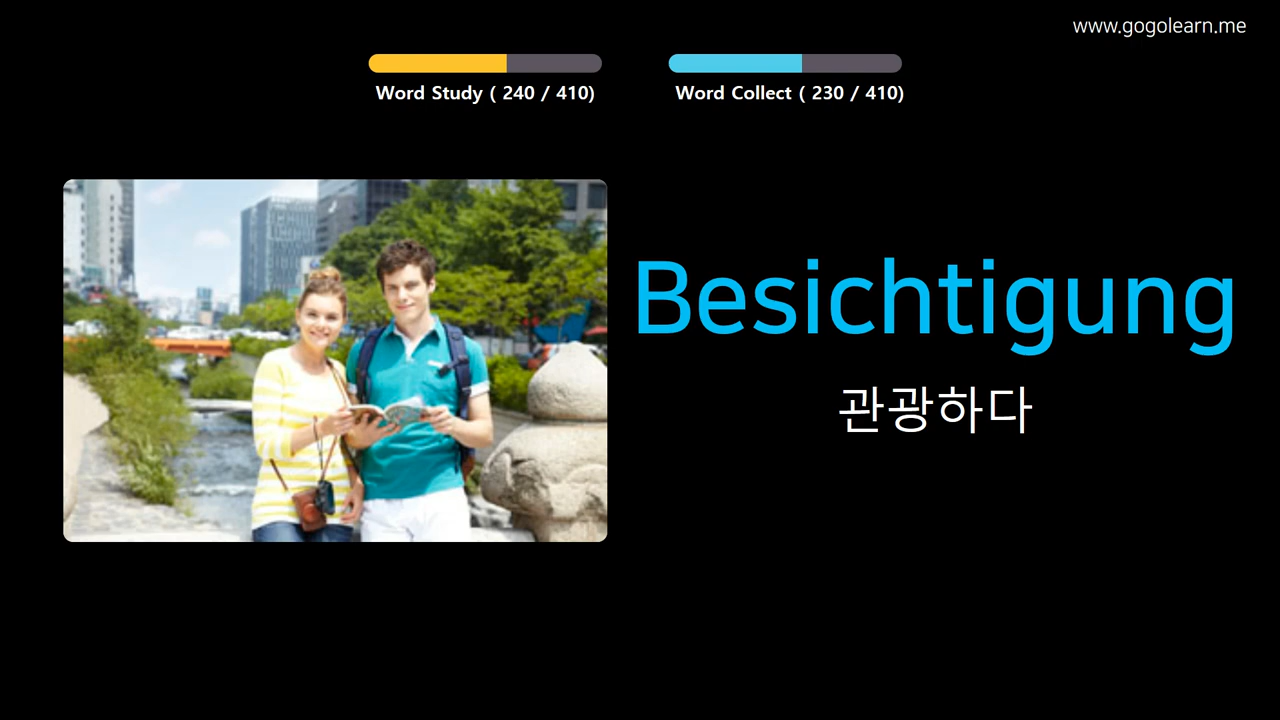 www.gogolearn.me
Word Study ( 240 / 410)
Word Collect ( 230 / 410)
Besichtigung
관광하다